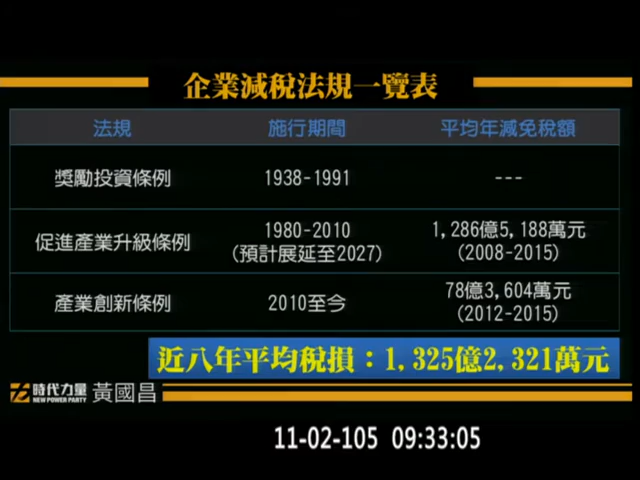 企業減稅法規一覽表
法規 施行期間 平均年減免稅額
獎勵投資條例 1938-1991 ---
促進產業升級條例 1980-2010 (預計展延至2027) 1,286億5,188萬元 (2008-2015)
產業創新條例 2010至今 78億3,604萬元 (2012-2015)
近八年平均稅損：1,325億2,321萬元
時代力量 NEW POWER PARTY 黃國昌
11-02-105 09:33:05